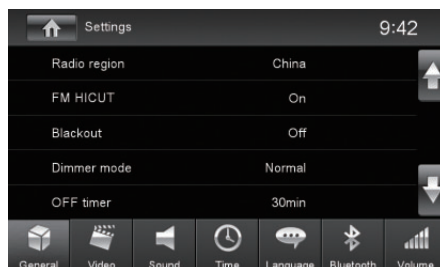 Settings 9:42
Radio region China
FM HICUT On
Blackout Off
Dimmer mode Normal
OFF timer 30min
General Video Sound Time Language Bluetooth Volume